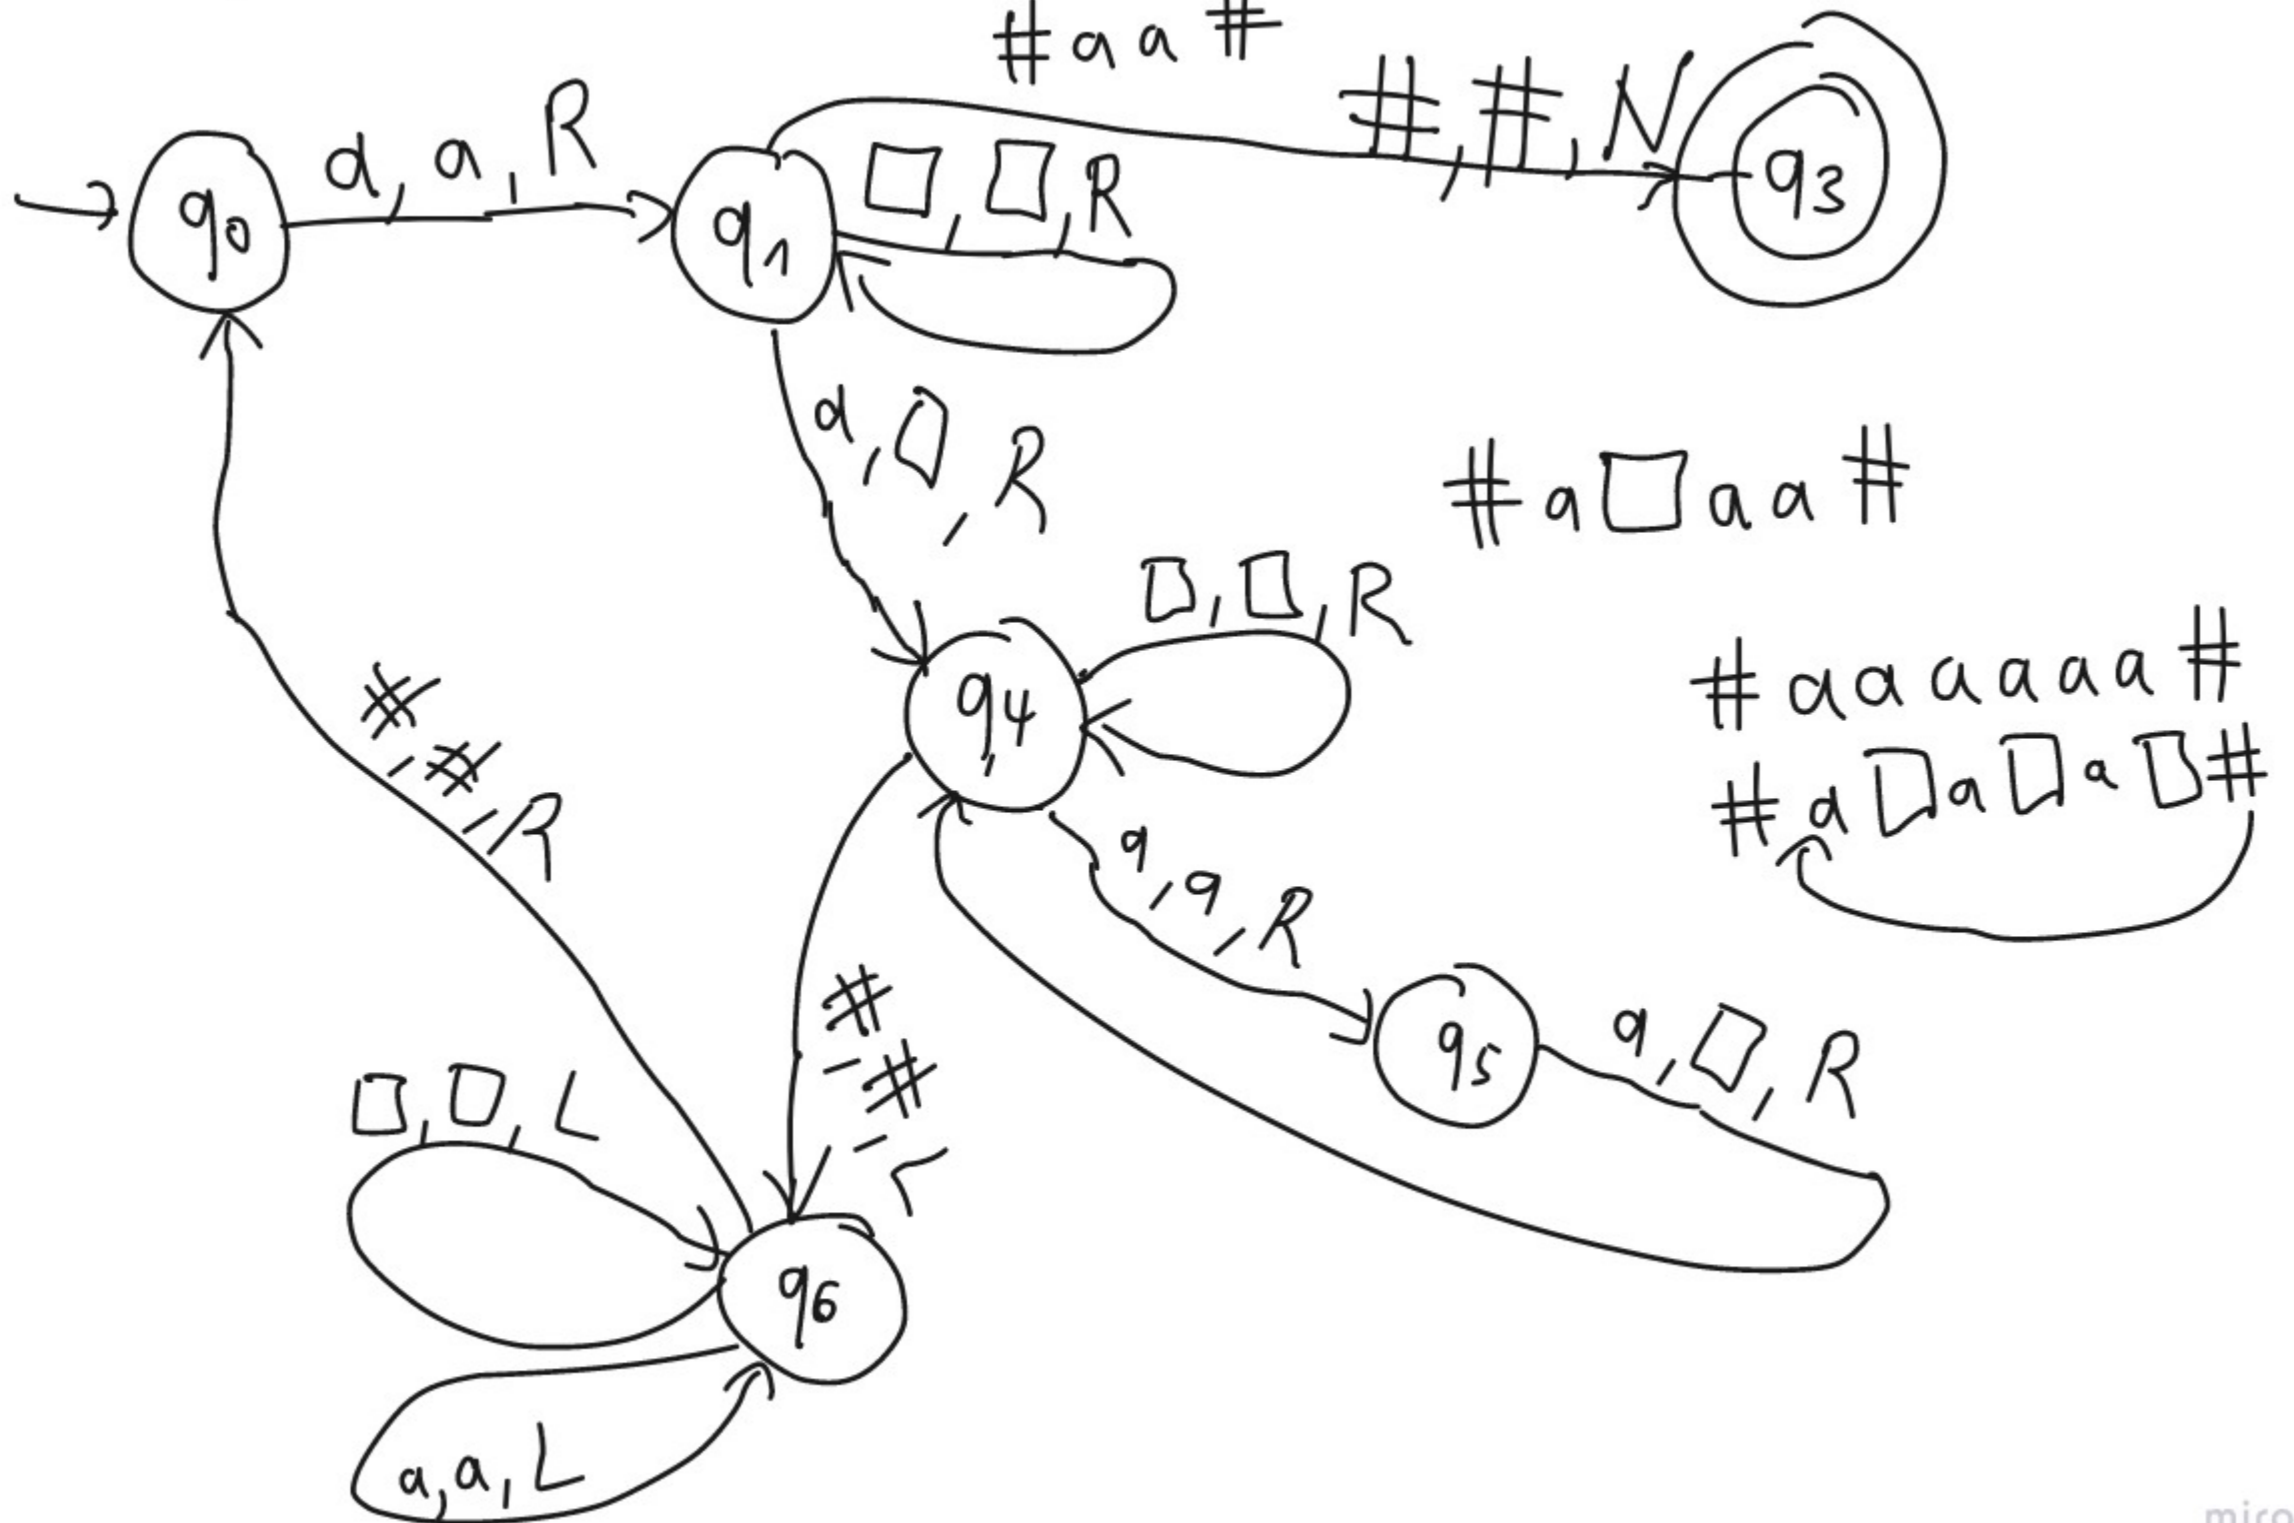 #aa#
#,#,N
a,a,R
q0
q1
□,□,R
q3
a,□,R
#a□aa#
□,□,R
#aaaaaa#
q4
#,#,R
#a□a□a□#
a,a,R
#,#,L
q5
a,□,R
□,□,L
q6
a,a,L
miro